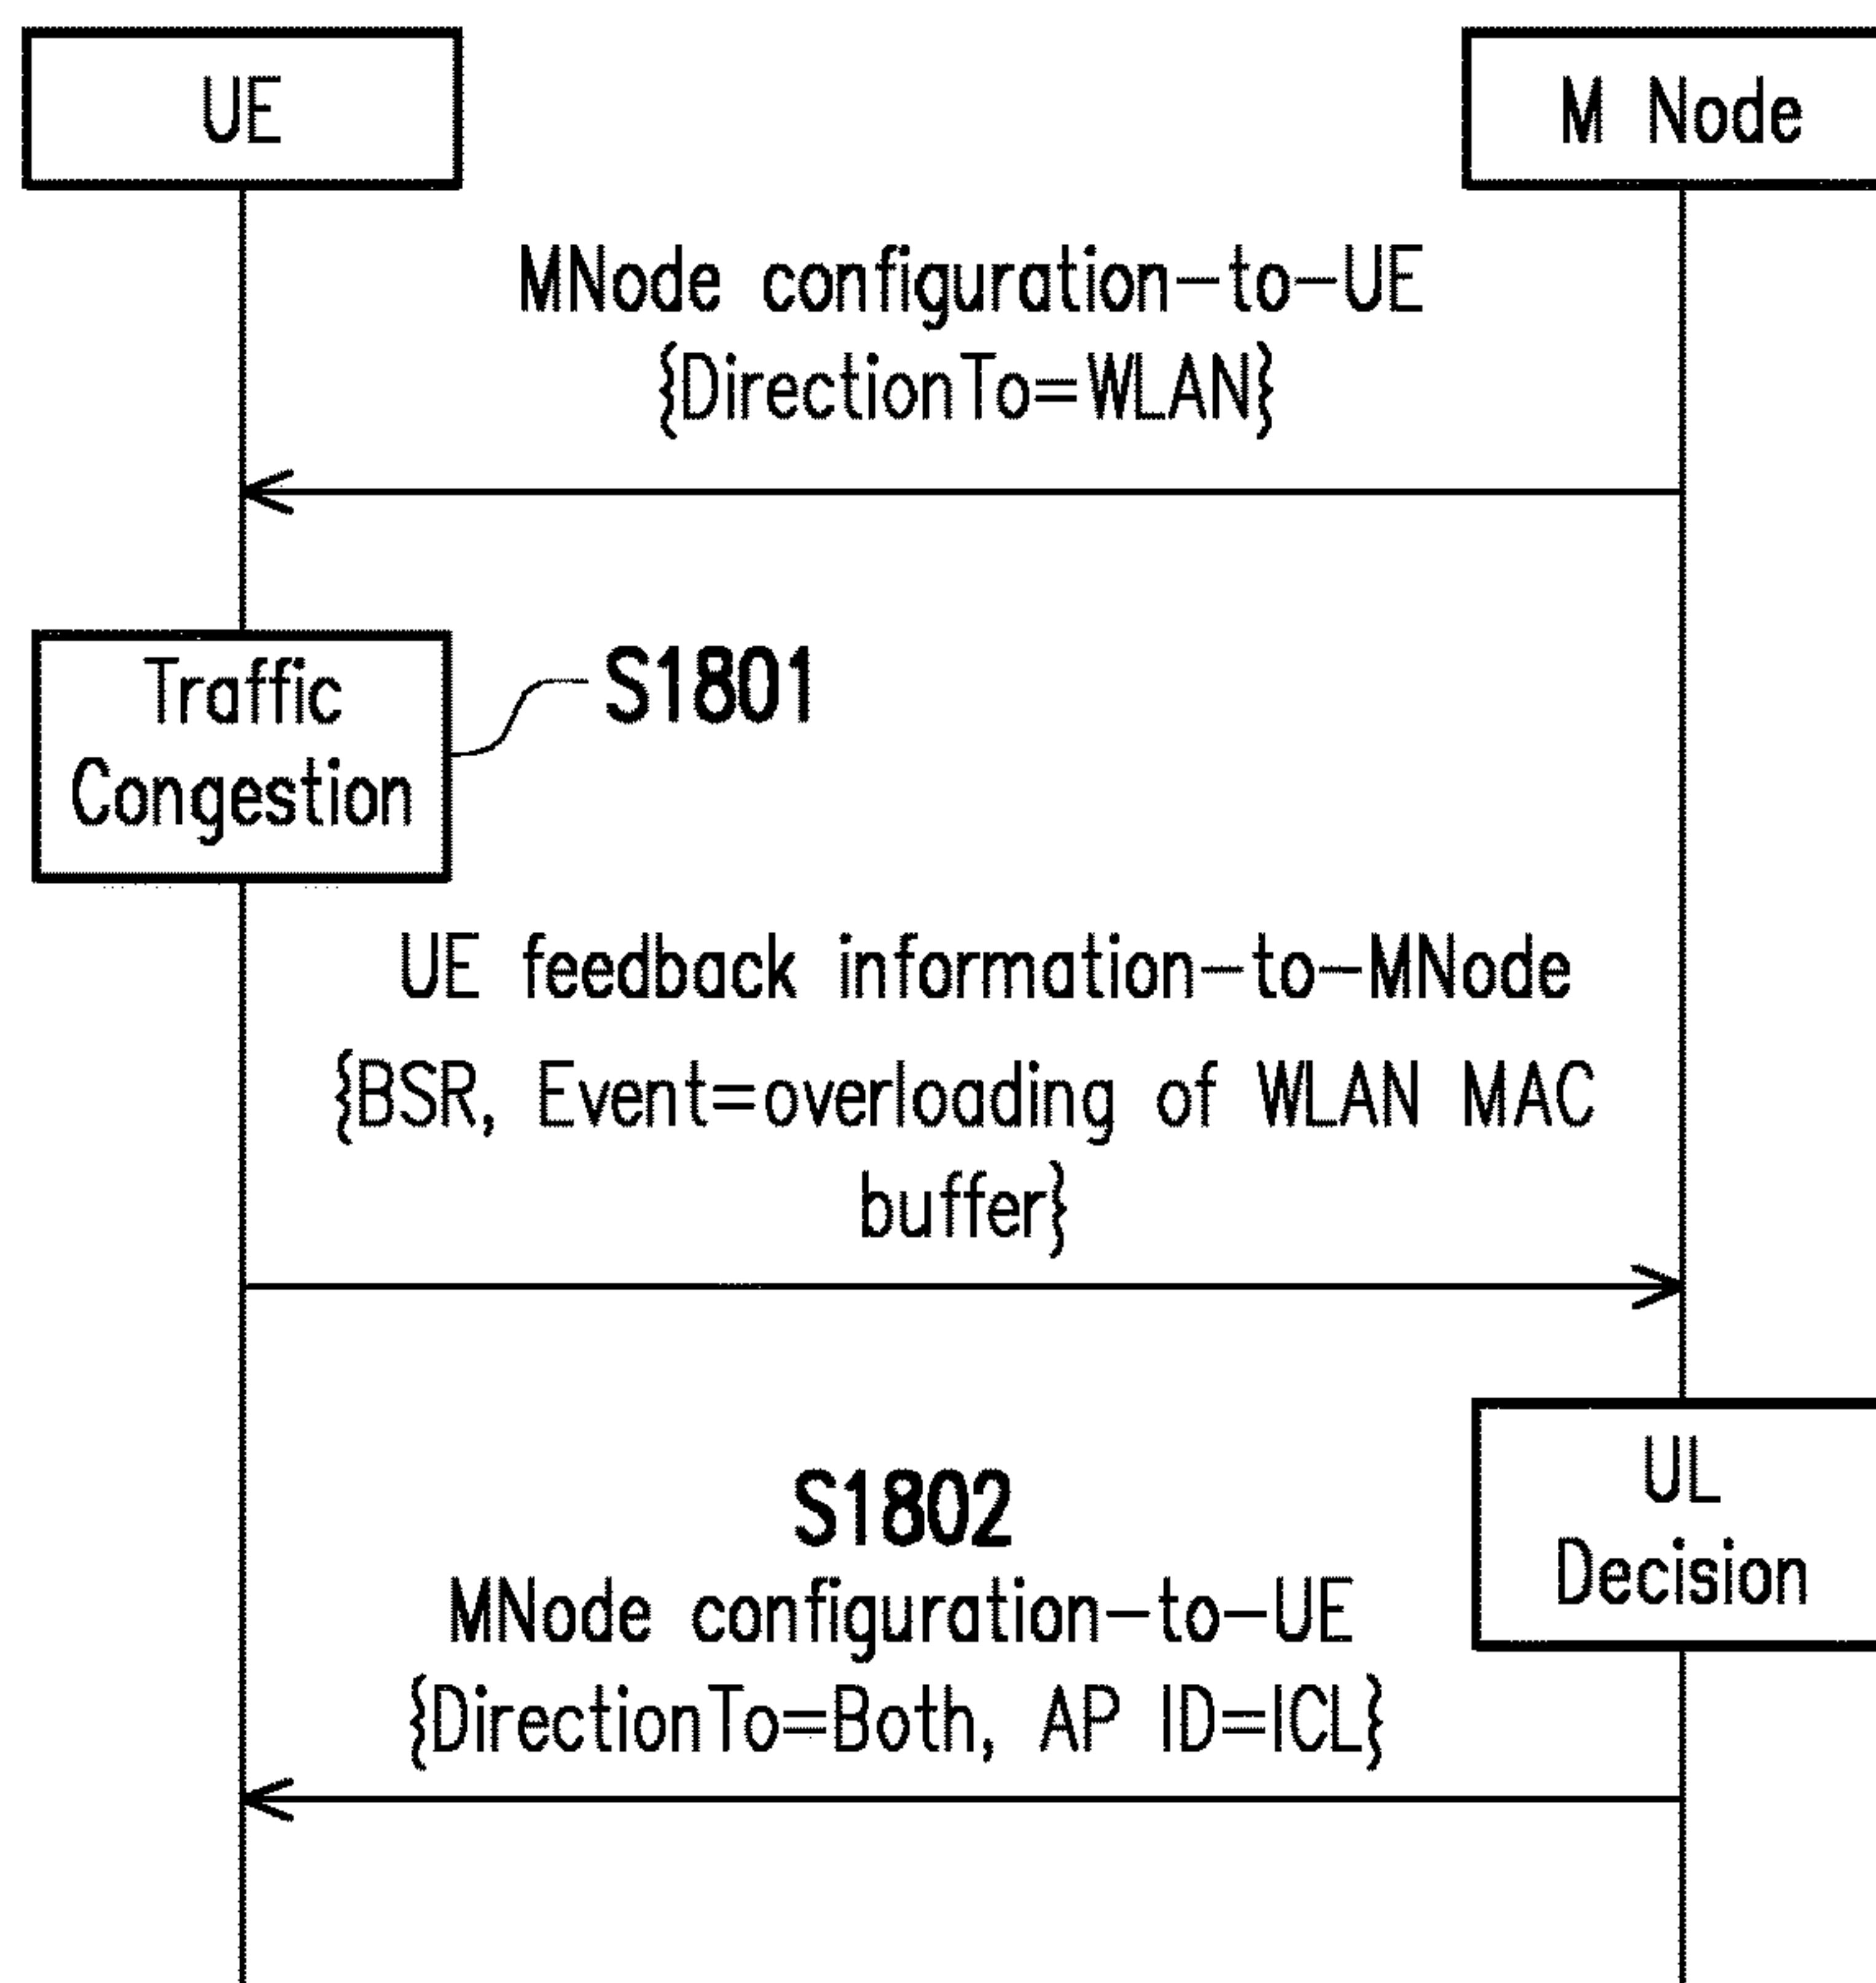 UE
M Node
MNode configuration-to-UE
{DirectionTo=WLAN}
Traffic
Congestion
S1801
UE feedback information-to-MNode
{BSR, Event=overloading of WLAN MAC
buffer}
UL
Decision
S1802
MNode configuration-to-UE
{DirectionTo=Both, AP ID=ICL}